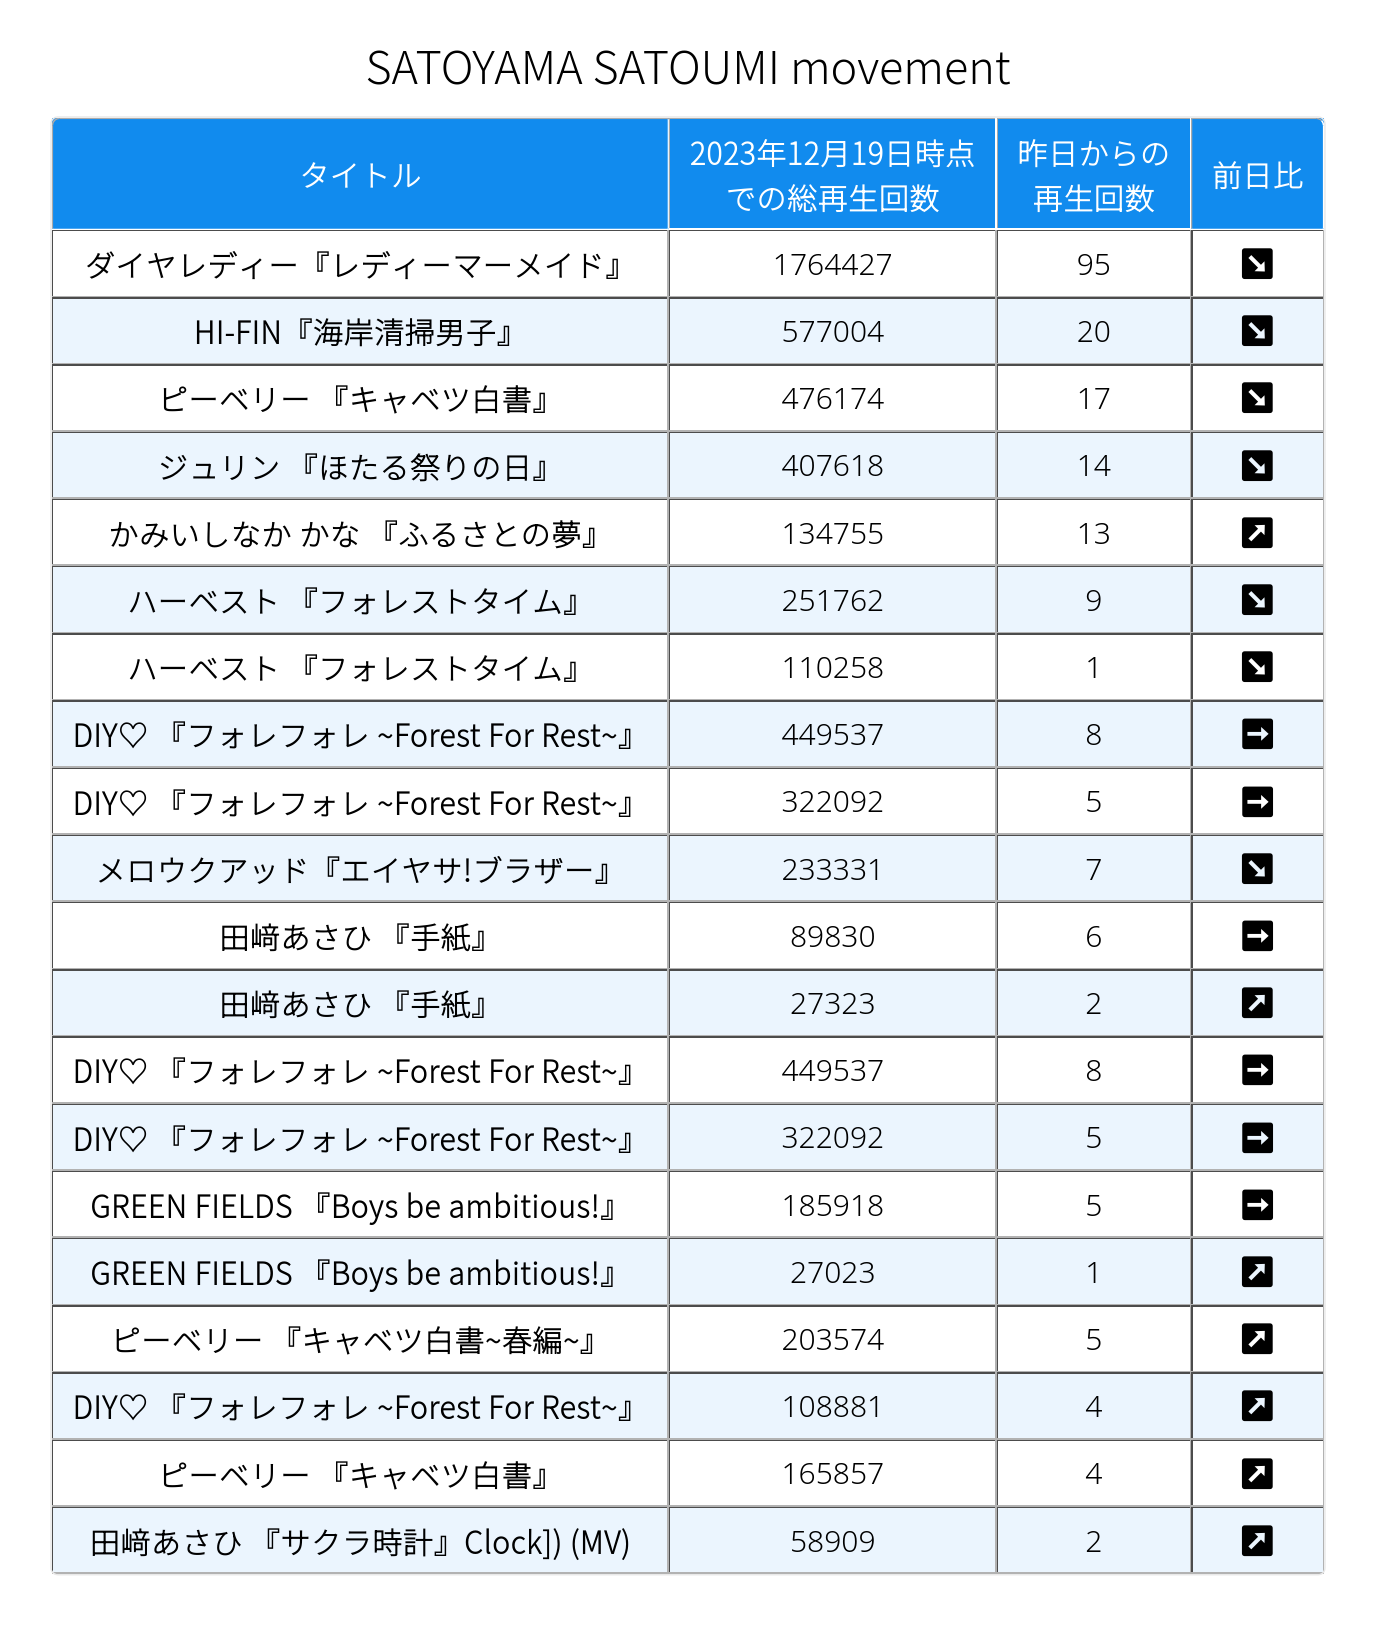 SATOYAMA SATOUMI movement
タイトル 2023年12月19日時点での総再生回数 昨日からの再生回数 前日比
ダイヤレディー『レディーマーメイド』 1764427 95 ↘
HI-FIN『海岸清掃男子』 577004 20 ↘
ピーベリー 『キャベツ白書』 476174 17 ↘
ジュリン 『ほたる祭りの日』 407618 14 ↘
かみいしなか かな 『ふるさとの夢』 134755 13 ↗
ハーベスト 『フォレストタイム』 251762 9 ↘
ハーベスト 『フォレストタイム』 110258 1 ↘
DIY♡ 『フォレフォレ ~Forest For Rest~』 449537 8 →
DIY♡ 『フォレフォレ ~Forest For Rest~』 322092 5 →
メロウクアッド『エイヤサ!ブラザー』 233331 7 ↘
田﨑あさひ 『手紙』 89830 6 →
田﨑あさひ 『手紙』 27323 2 ↗
DIY♡ 『フォレフォレ ~Forest For Rest~』 449537 8 →
DIY♡ 『フォレフォレ ~Forest For Rest~』 322092 5 →
GREEN FIELDS 『Boys be ambitious!』 185918 5 →
GREEN FIELDS 『Boys be ambitious!』 27023 1 ↗
ピーベリー 『キャベツ白書~春編~』 203574 5 ↗
DIY♡ 『フォレフォレ ~Forest For Rest~』 108881 4 ↗
ピーベリー 『キャベツ白書』 165857 4 ↗
田﨑あさひ 『サクラ時計』Clock]) (MV) 58909 2 ↗